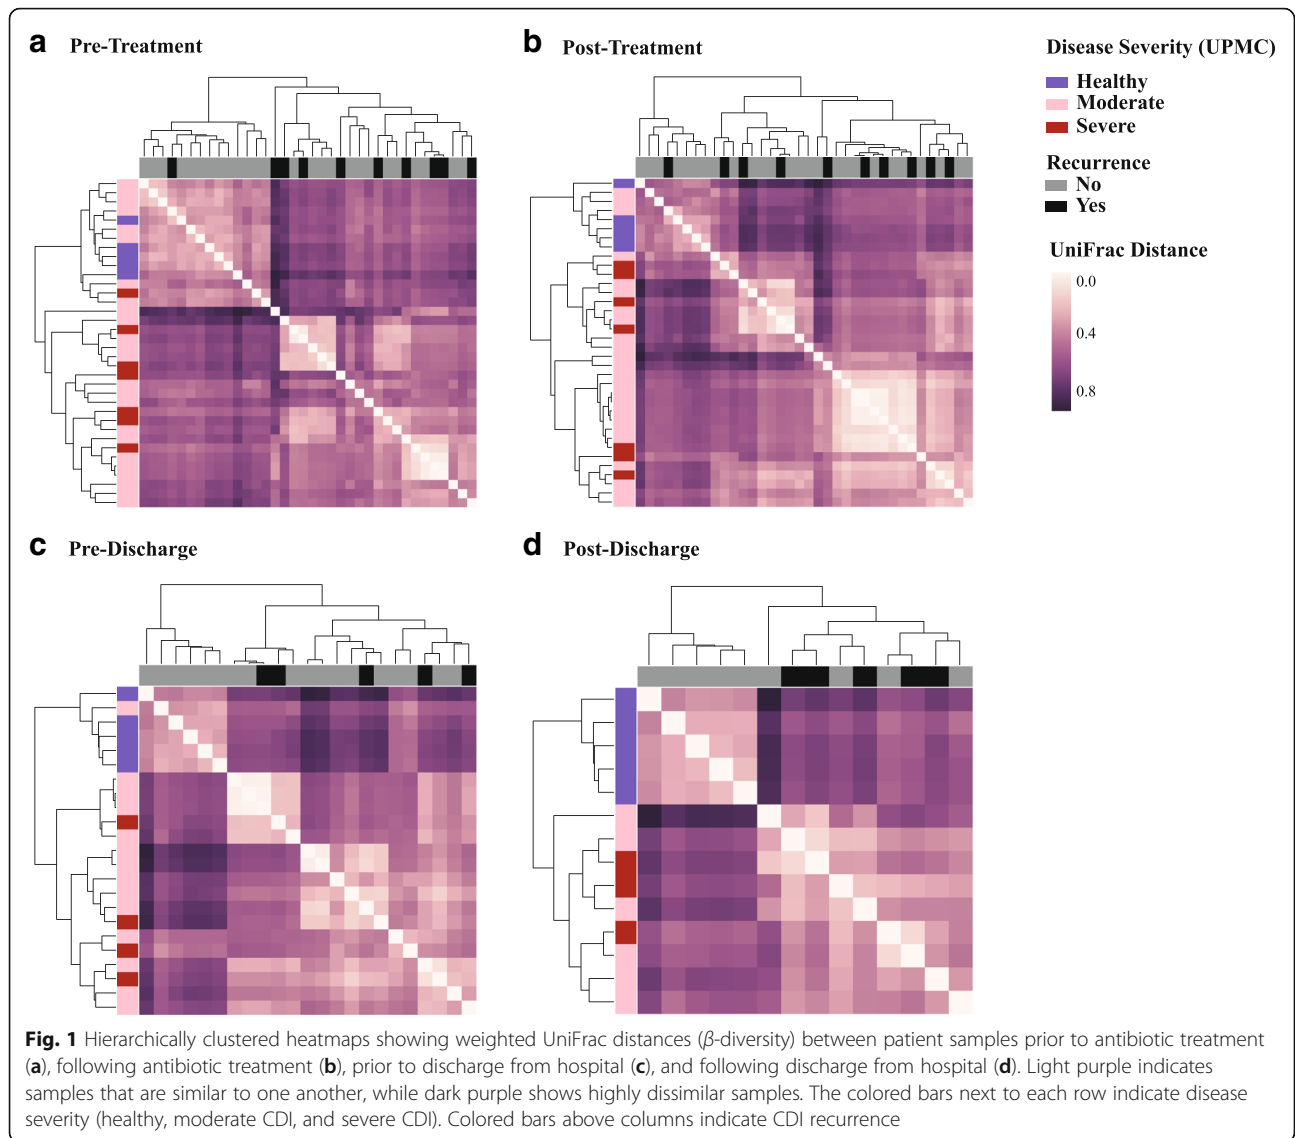 a Pre-Treatment
b Post-Treatment
Disease Severity (UPMC)
Healthy
Moderate
Severe
Recurrence
No
Yes
UniFrac Distance
0.0
0.4
0.8
c Pre-Discharge
d Post-Discharge
Fig. 1 Hierarchically clustered heatmaps showing weighted UniFrac distances (β-diversity) between patient samples prior to antibiotic treatment
(a), following antibiotic treatment (b), prior to discharge from hospital (c), and following discharge from hospital (d). Light purple indicates
samples that are similar to one another, while dark purple shows highly dissimilar samples. The colored bars next to each row indicate disease
severity (healthy, moderate CDI, and severe CDI). Colored bars above columns indicate CDI recurrence